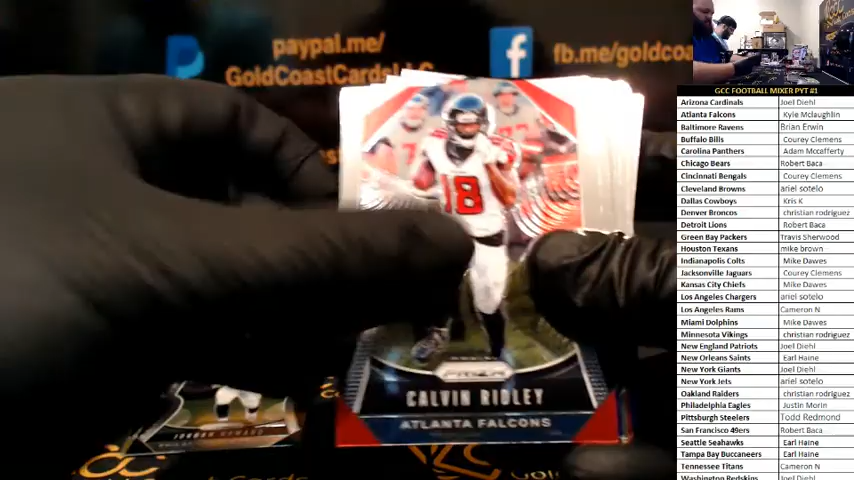 paypal.me/
GoldCoastCardsLLC
f
fb.me/goldco
18
CALVIN RIDLEY
ATLANTA FALCONS
JORDAN HOWARD
GCC FOOTBALL MIXER PYT #1
Arizona Cardinals Joel Diehl
Atlanta Falcons Kyle Mclaughlin
Baltimore Ravens Brian Erwin
Buffalo Bills Courey Clemens
Carolina Panthers Adam Mccafferty
Chicago Bears Robert Baca
Cincinnati Bengals Courey Clemens
Cleveland Browns ariel sotelo
Dallas Cowboys Kris K
Denver Broncos christian rodriguez
Detroit Lions Robert Baca
Green Bay Packers Travis Sherwood
Houston Texans mike brown
Indianapolis Colts Mike Dawes
Jacksonville Jaguars Courey Clemens
Kansas City Chiefs Mike Dawes
Los Angeles Chargers ariel sotelo
Los Angeles Rams Cameron N
Miami Dolphins Mike Dawes
Minnesota Vikings christian rodriguez
New England Patriots Joel Diehl
New Orleans Saints Earl Haine
New York Giants Joel Diehl
New York Jets ariel sotelo
Oakland Raiders christian rodriguez
Philadelphia Eagles Justin Morin
Pittsburgh Steelers Todd Redmond
San Francisco 49ers Robert Baca
Seattle Seahawks Earl Haine
Tampa Bay Buccaneers Earl Haine
Tennessee Titans Cameron N
Washington Redskins Joel Diehl